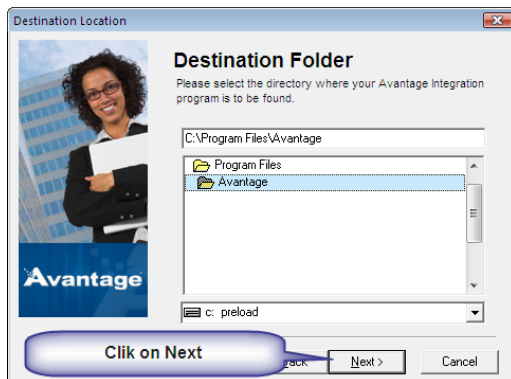 Destination Location
Destination Folder
Please select the directory where your Avantage Integration
program is to be found.
C:\Program Files\Avantage
Program Files
Avantage
Avantage
c: preload
Clik on Next
Next >
Cancel